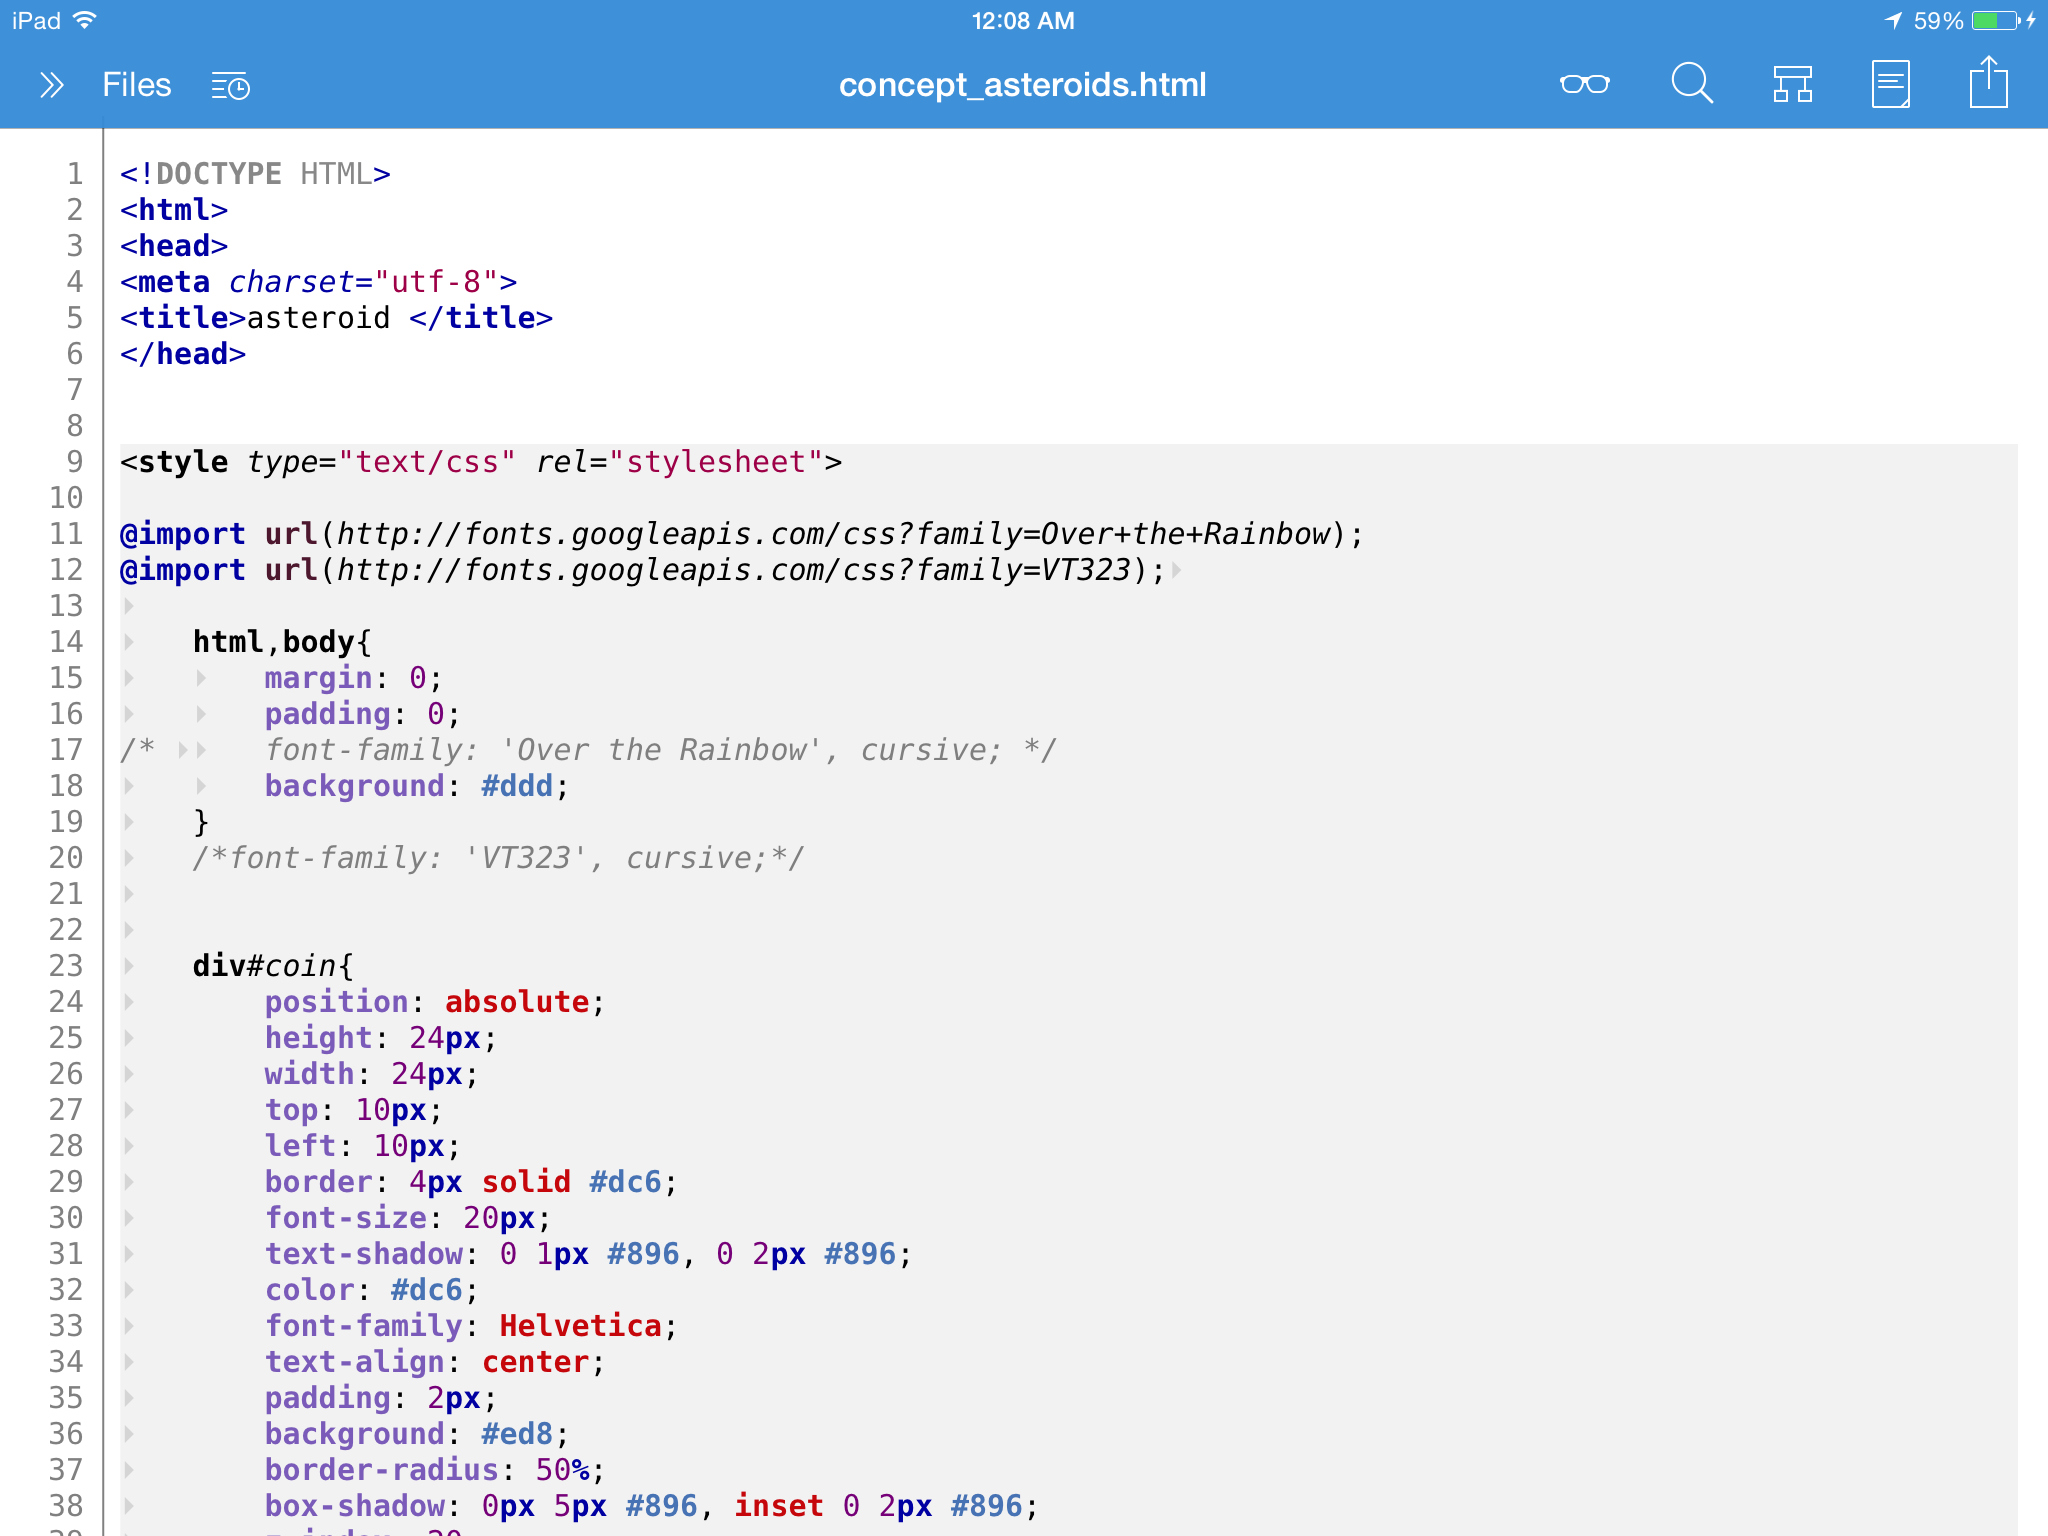 iPad 12:08 AM 59%
Files concept_asteroids.html
1 <!DOCTYPE HTML>
2 <html>
3 <head>
4 <meta charset="utf-8">
5 <title>asteroid </title>
6 </head>
7
8
9 <style type="text/css" rel="stylesheet">
10
11 @import url(http://fonts.googleapis.com/css?family=Over+the+Rainbow);
12 @import url(http://fonts.googleapis.com/css?family=VT323);
13
14 html,body{
15 margin: 0;
16 padding: 0;
17 /* font-family: 'Over the Rainbow', cursive; */
18 background: #ddd;
19 }
20 /*font-family: 'VT323', cursive;*/
21
22
23 div#coin{
24 position: absolute;
25 height: 24px;
26 width: 24px;
27 top: 10px;
28 left: 10px;
29 border: 4px solid #dc6;
30 font-size: 20px;
31 text-shadow: 0 1px #896, 0 2px #896;
32 color: #dc6;
33 font-family: Helvetica;
34 text-align: center;
35 padding: 2px;
36 background: #ed8;
37 border-radius: 50%;
38 box-shadow: 0px 5px #896, inset 0 2px #896;